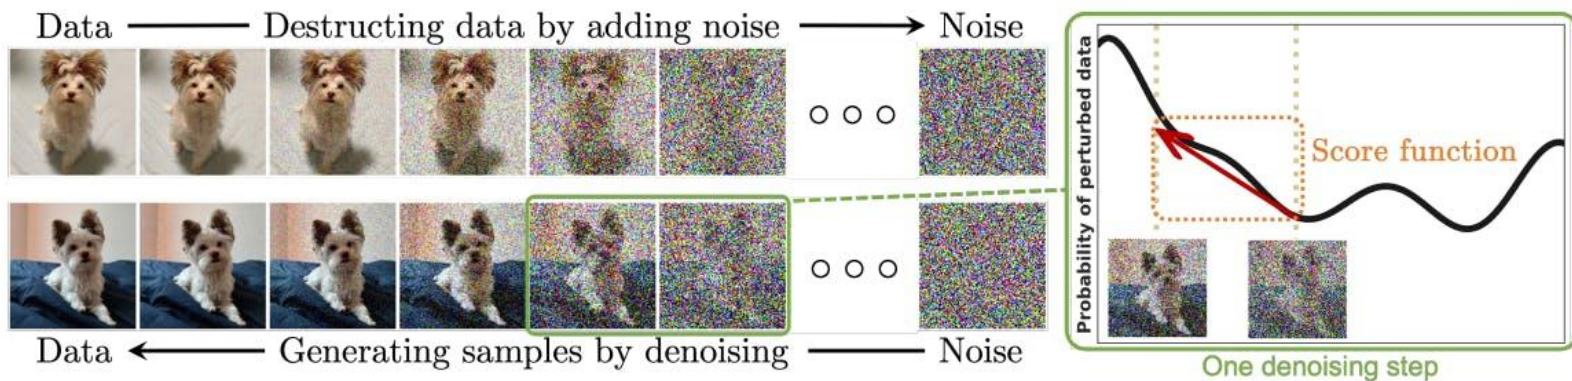 Data Destructing data by adding noise Noise
Probability of perturbed data
Score function
Data Generating samples by denoising Noise
One denoising step